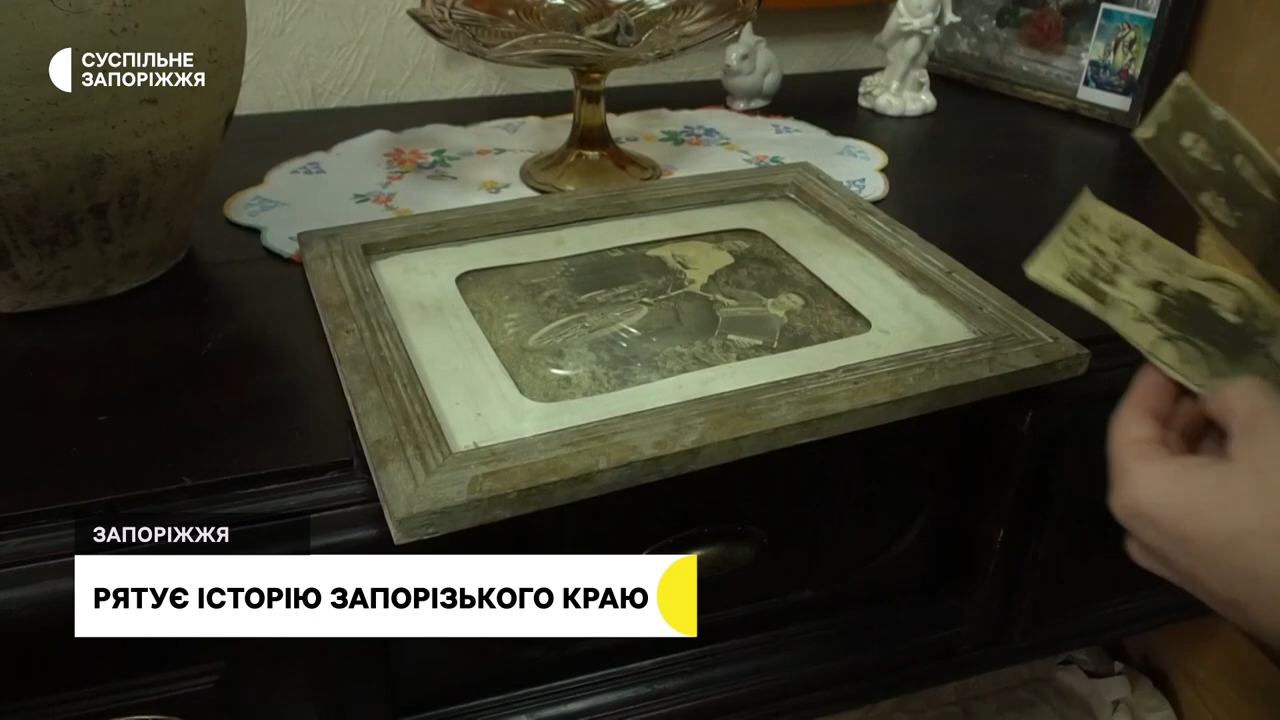 СУСПІЛЬНЕ
ЗАПОРІЖЖЯ
ЗАПОРІЖЖЯ
РЯТУЄ ІСТОРІЮ ЗАПОРІЗЬКОГО КРАЮ